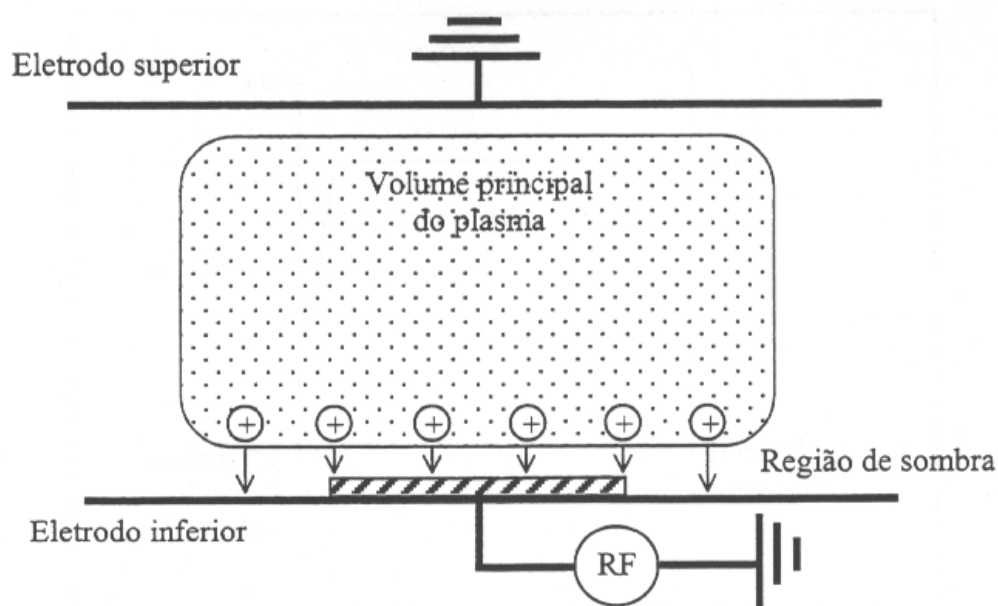 Eletrodo superior
Volume principal
do plasma
+ + + + + +
Região de sombra
Eletrodo inferior
RF